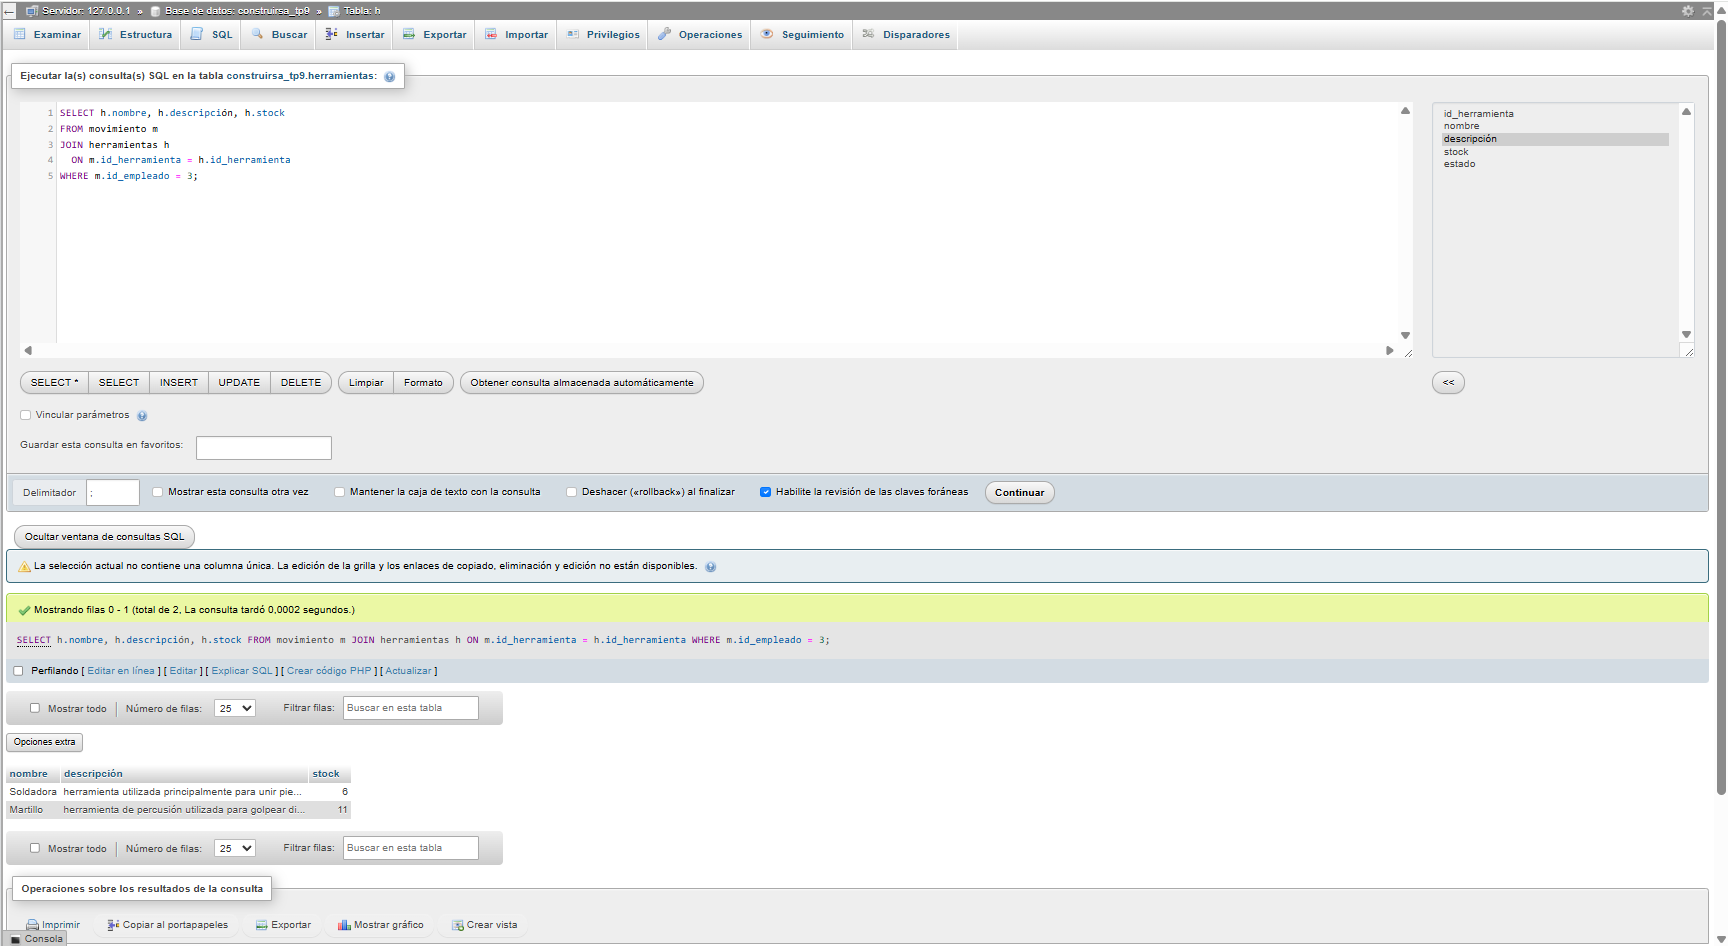 Servidor: 127.0.0.1 » Base de datos: construirsa_tp9 » Tabla: h
Examinar Estructura SQL Buscar Insertar Exportar Importar Privilegios Operaciones Seguimiento Disparadores
Ejecutar la(s) consulta(s) SQL en la tabla construirsa_tp9.herramientas:
1 SELECT h.nombre, h.descripción, h.stock
2 FROM movimiento m
3 JOIN herramientas h
4 ON m.id_herramienta = h.id_herramienta
5 WHERE m.id_empleado = 3;
id_herramienta
nombre
descripción
stock
estado
SELECT * SELECT INSERT UPDATE DELETE Limpiar Formato Obtener consulta almacenada automáticamente <<
Vincular parámetros
Guardar esta consulta en favoritos:
Delimitador ; Mostrar esta consulta otra vez Mantener la caja de texto con la consulta Deshacer («rollback») al finalizar Habilite la revisión de las claves foráneas Continuar
Ocultar ventana de consultas SQL
La selección actual no contiene una columna única. La edición de la grilla y los enlaces de copiado, eliminación y edición no están disponibles.
Mostrando filas 0 - 1 (total de 2, La consulta tardó 0,0002 segundos.)
SELECT h.nombre, h.descripción, h.stock FROM movimiento m JOIN herramientas h ON m.id_herramienta = h.id_herramienta WHERE m.id_empleado = 3;
Perfilando [ Editar en línea ] [ Editar ] [ Explicar SQL ] [ Crear código PHP ] [ Actualizar ]
Mostrar todo Número de filas: 25 Filtrar filas: Buscar en esta tabla
Opciones extra
nombre descripción stock
Soldadora herramienta utilizada principalmente para unir pie... 6
Martillo herramienta de percusión utilizada para golpear di... 11
Mostrar todo Número de filas: 25 Filtrar filas: Buscar en esta tabla
Operaciones sobre los resultados de la consulta
Imprimir Copiar al portapapeles Exportar Mostrar gráfico Crear vista
Consola